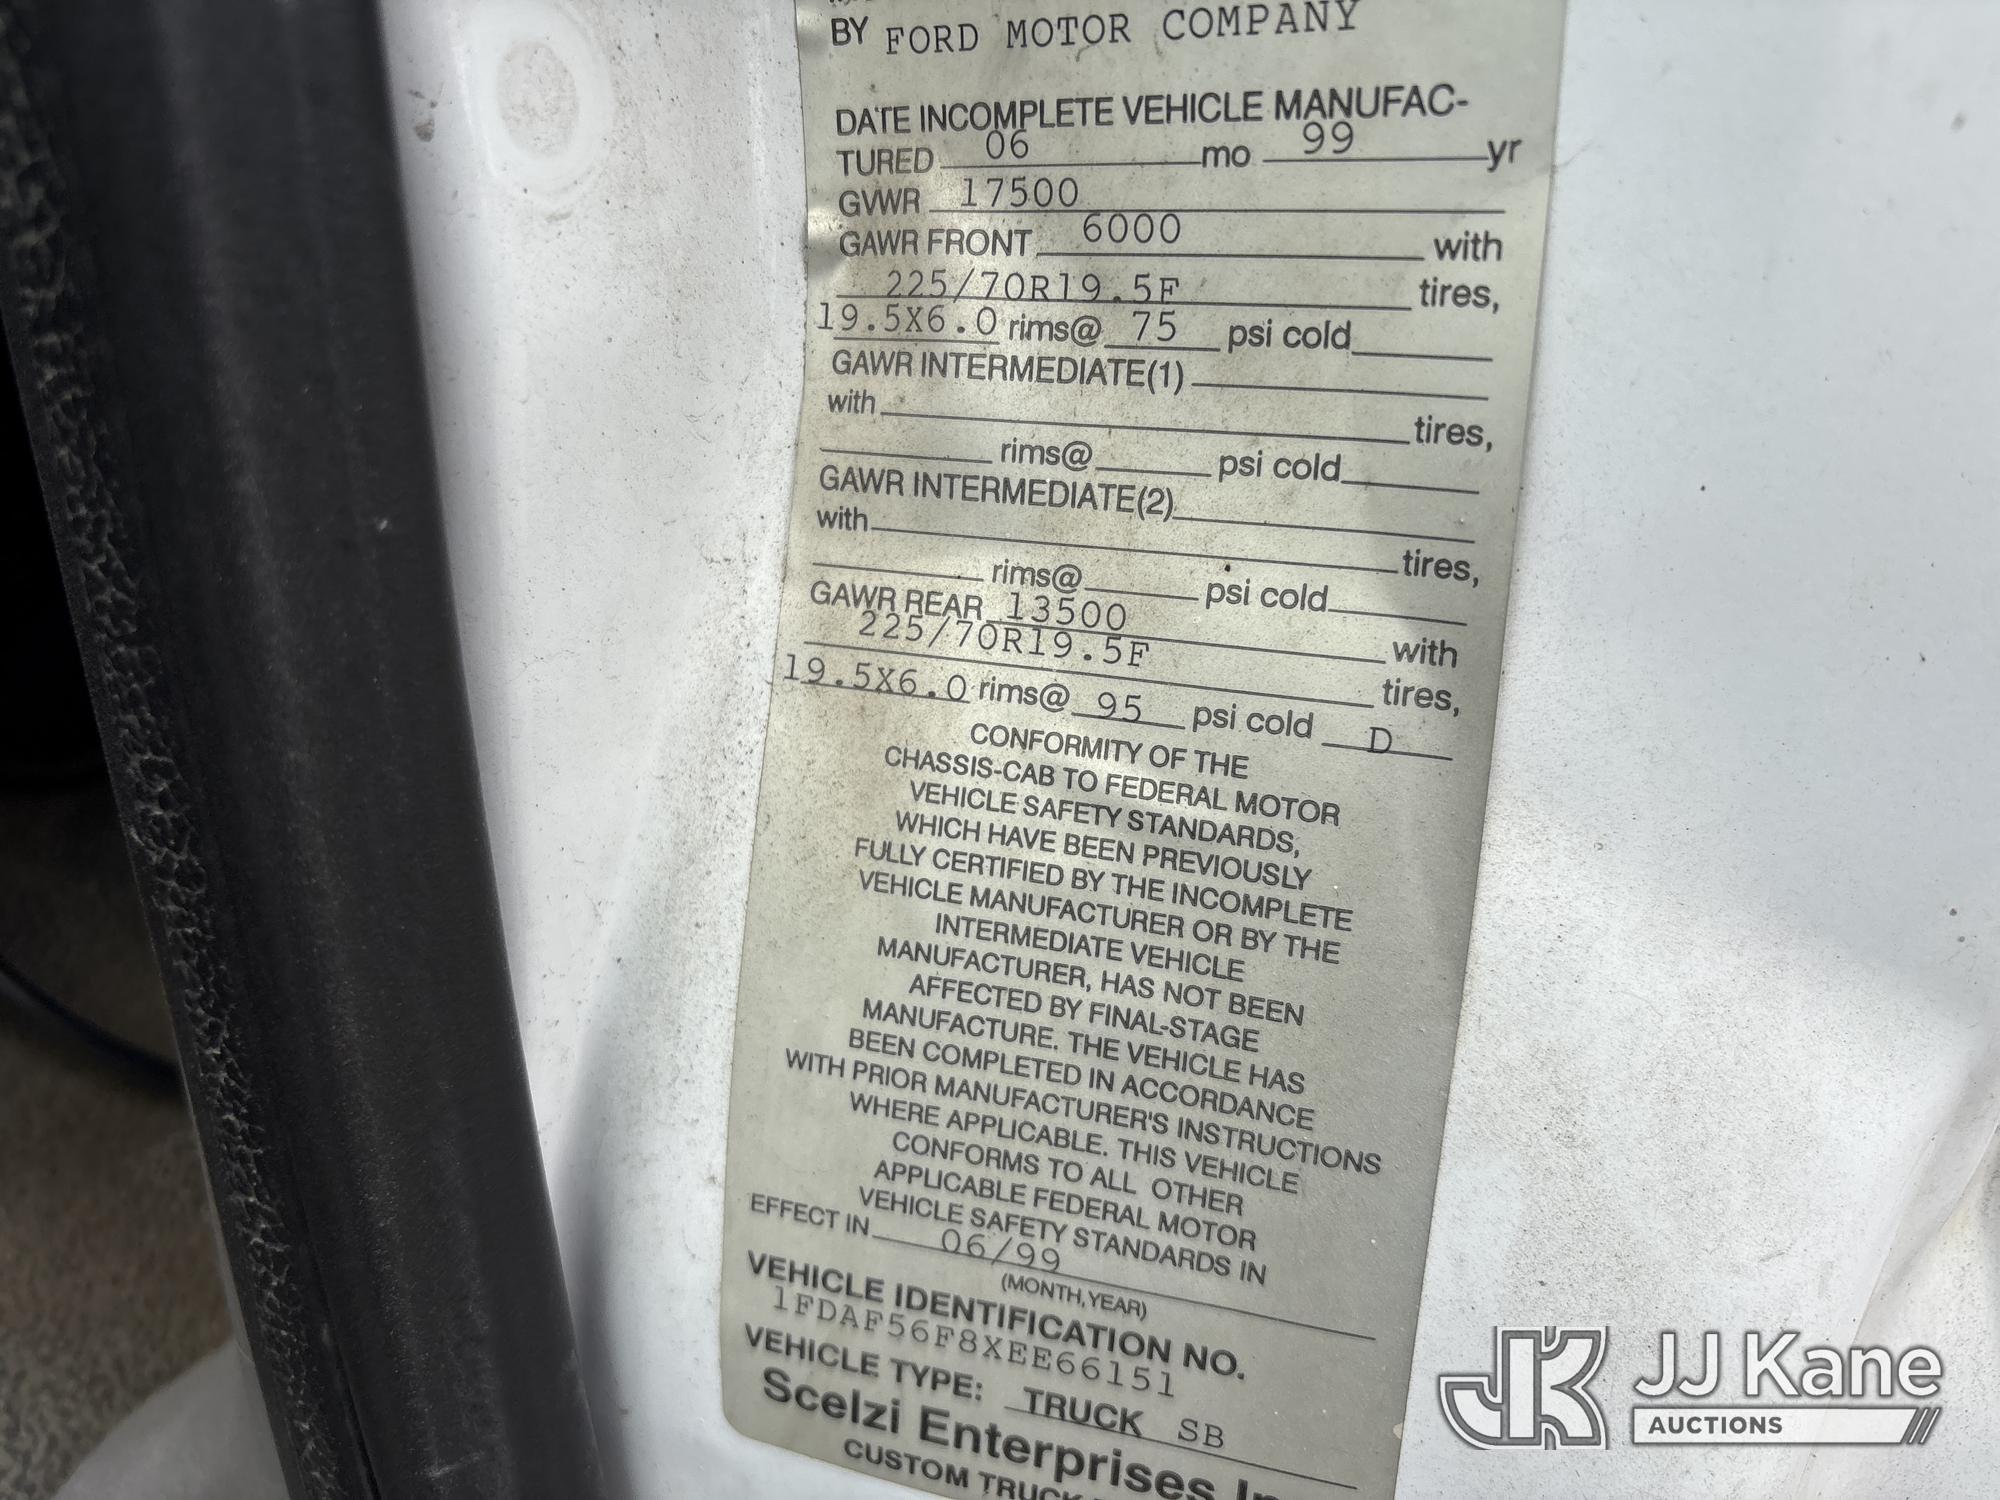 BY FORD MOTOR COMPANY
DATE INCOMPLETE VEHICLE MANUFAC-
TURED 06 mo 99 yr
GVWR 17500
GAWR FRONT 6000 with
225/70R19.5F tires,
19.5X6.0 rims@ 75 psi cold
GAWR INTERMEDIATE(1)
with tires,
rims@ psi cold
GAWR INTERMEDIATE(2)
with tires,
rims@ psi cold
GAWR REAR 13500 with
225/70R19.5F tires,
19.5X6.0 rims@ 95 psi cold D
CONFORMITY OF THE
CHASSIS-CAB TO FEDERAL MOTOR
VEHICLE SAFETY STANDARDS,
WHICH HAVE BEEN PREVIOUSLY
FULLY CERTIFIED BY THE INCOMPLETE
VEHICLE MANUFACTURER OR BY THE
INTERMEDIATE VEHICLE
MANUFACTURER, HAS NOT BEEN
AFFECTED BY FINAL-STAGE
MANUFACTURE. THE VEHICLE HAS
BEEN COMPLETED IN ACCORDANCE
WITH PRIOR MANUFACTURER'S INSTRUCTIONS
WHERE APPLICABLE. THIS VEHICLE
CONFORMS TO ALL OTHER
APPLICABLE FEDERAL MOTOR
VEHICLE SAFETY STANDARDS IN
EFFECT IN 06/99
(MONTH,YEAR)
VEHICLE IDENTIFICATION NO.
1FDAF56F8XEE66151
VEHICLE TYPE: TRUCK SB
Scelzi Enterprises
CUSTOM TRUCK
JK JJ Kane
AUCTIONS